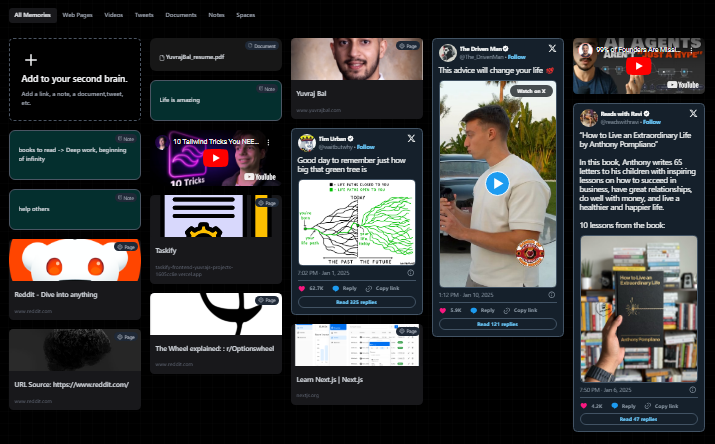 All Memories
Web Pages
Videos
Tweets
Documents
Notes
Spaces
Add to your second brain.
Add a link, a note, a document,tweet,
etc.
Note
books to read -> Deep work, beginning
of infinity
Note
help others
Page
Reddit - Dive into anything
www.reddit.com
Page
URL Source: https://www.reddit.com/
www.reddit.com
Document
YuvrajBal_resume.pdf
Note
Life is amazing
10 Tailwind Tricks You NEE...
10 Tricks
YouTube
Page
Taskify
Page
The Wheel explained: : r/Optionswheel
www.reddit.com
Page
Yuvraj Bal
www.yuvrajbal.com
Tim Urban
@waitbutwhy · Follow
Good day to remember just how
big that green tree is
- LIFE PATHS CLOSED TO YOU
- LIFE PATHS OPEN TO YOU
TODAY
you're
born
your
life path
THE PAST
THE FUTURE
7:02 PM · Jan 1, 2025
62.7K
Reply
Copy link
Read 325 replies
Page
Learn Next.js | Next.js
nextjs.org
The Driven Man
@The_DrivenMan · Follow
This advice will change your life
Watch on X
1:12 PM · Jan 10, 2025
5.9K
Reply
Copy link
Read 121 replies
99% of Founders Are Missi...
AGENTS
AREN'T "JUST A HYPE"
YouTube
Reads with Ravi
@readswithravi · Follow
"How to Live an Extraordinary Life
by Anthony Pompliano"
In this book, Anthony writes 65
letters to his children with inspiring
lessons on how to succeed in
business, have great relationships,
do well with money, and live a
healthier and happier life.
10 lessons from the book:
How to Live an
Extraordinary Life
Anthony Pompliano
7:50 PM · Jan 6, 2025
4.2K
Reply
Copy link
Read 47 replies